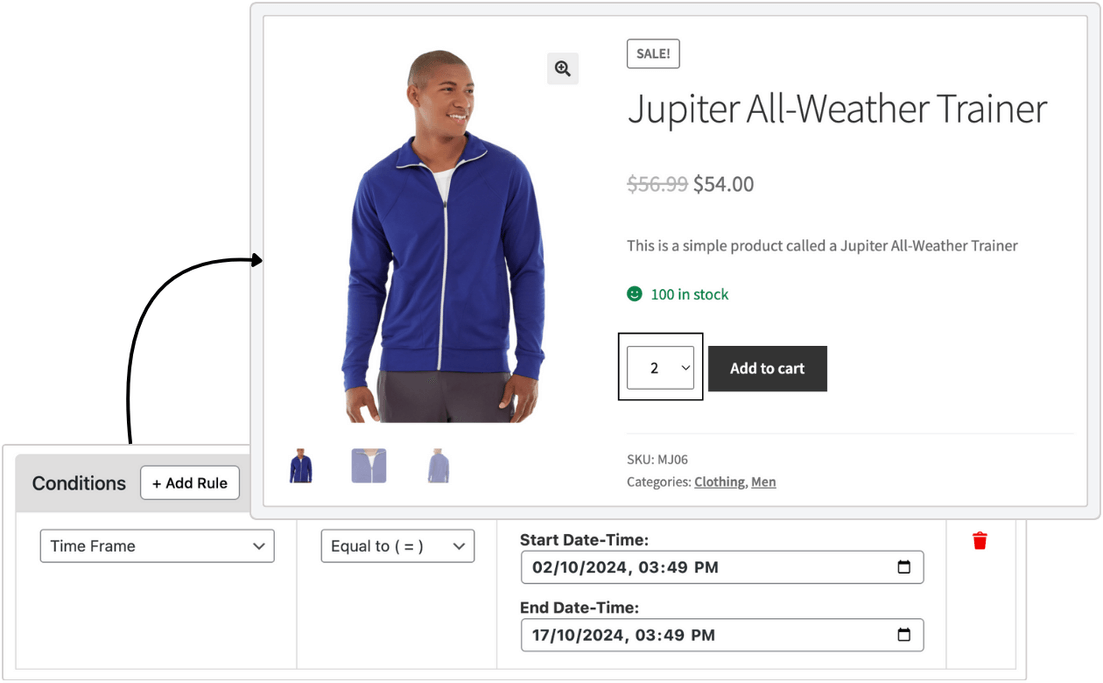 SALE!
Jupiter All-Weather Trainer
$56.99 $54.00
This is a simple product called a Jupiter All-Weather Trainer
100 in stock
2
Add to cart
SKU: MJ06
Categories: Clothing, Men
Conditions
+ Add Rule
Time Frame
Equal to ( = )
Start Date-Time:
02/10/2024, 03:49 PM
End Date-Time:
17/10/2024, 03:49 PM